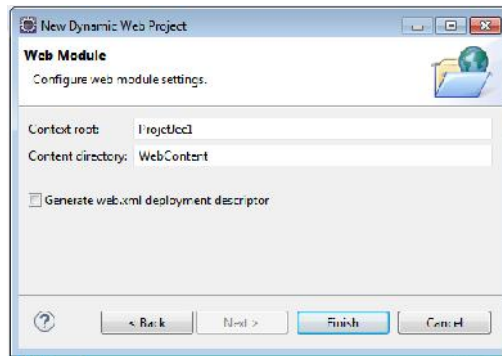 New Dynamic Web Project
Web Module
Configure web module settings.
Context root: ProjetJee1
Content directory: WebContent
Generate web.xml deployment descriptor
< Back Next > Finish Cancel